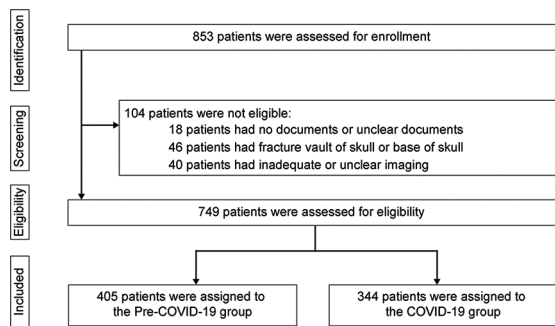 Identification
853 patients were assessed for enrollment
Screening
104 patients were not eligible:
18 patients had no documents or unclear documents
46 patients had fracture vault of skull or base of skull
40 patients had inadequate or unclear imaging
Eligibility
749 patients were assessed for eligibility
Included
405 patients were assigned to
the Pre-COVID-19 group
344 patients were assigned to
the COVID-19 group